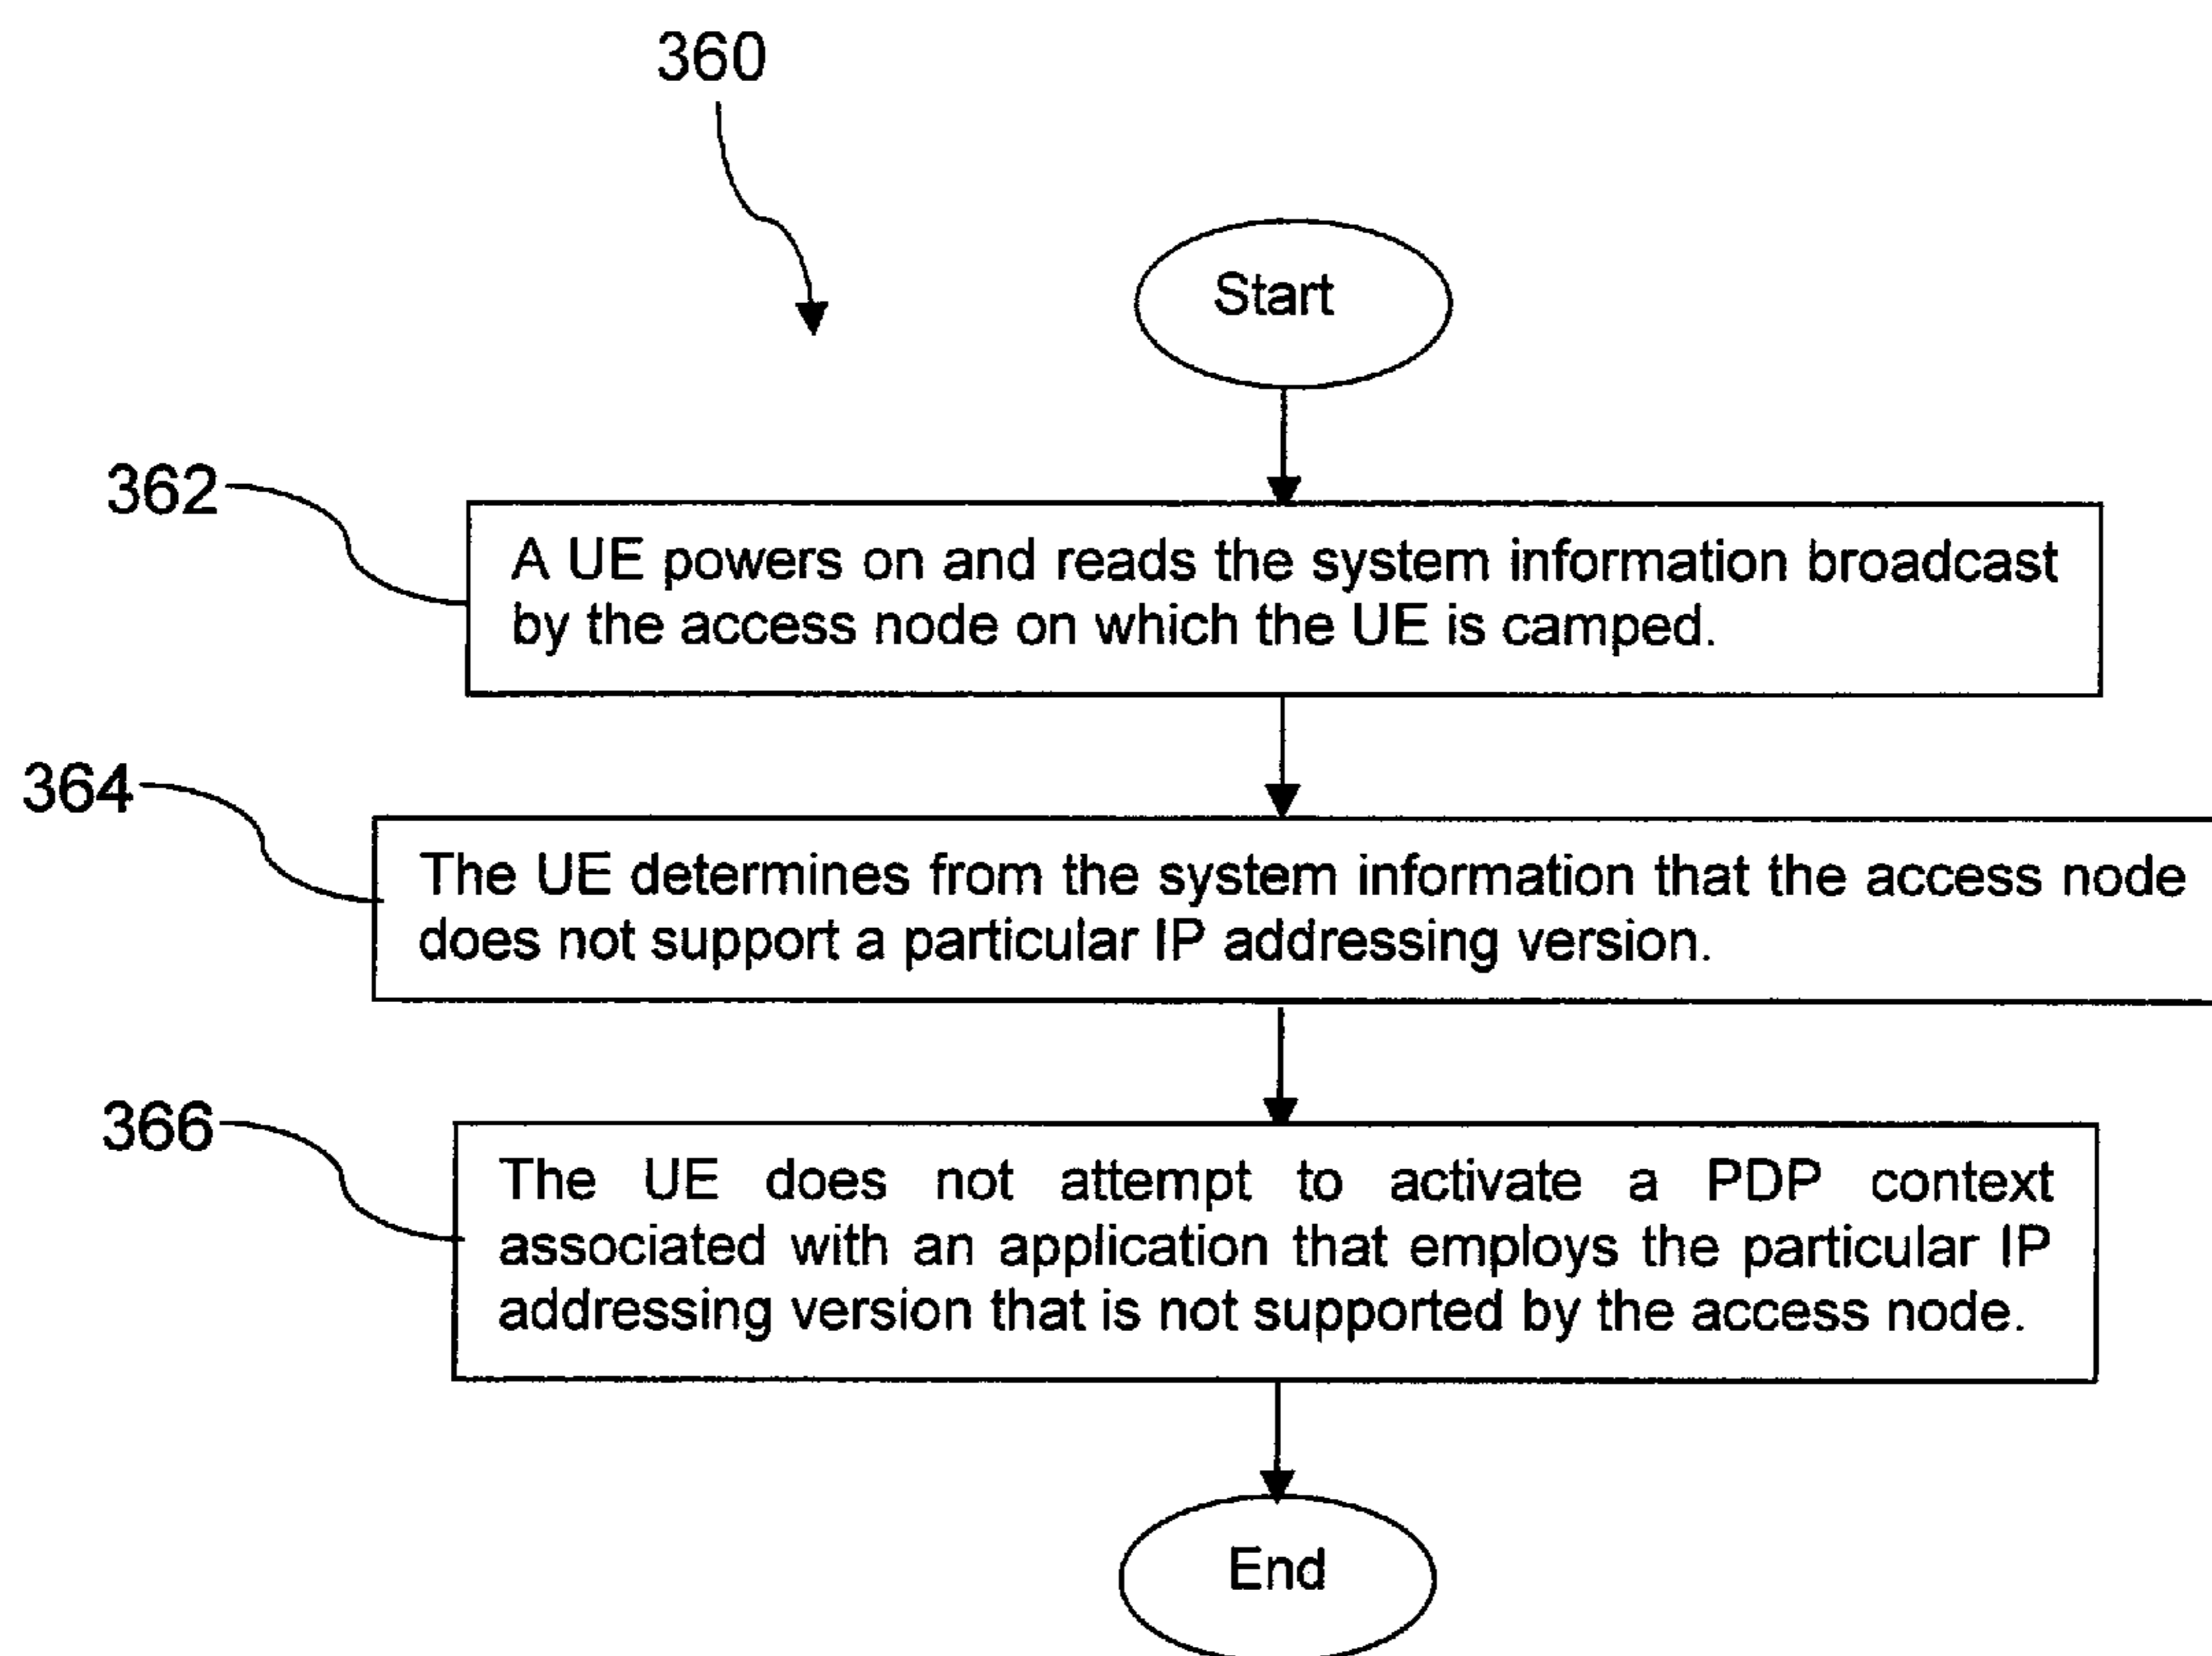 360
Start
362
A UE powers on and reads the system information broadcast
by the access node on which the UE is camped.
364
The UE determines from the system information that the access node
does not support a particular IP addressing version.
366
The UE does not attempt to activate a PDP context
associated with an application that employs the particular IP
addressing version that is not supported by the access node.
End